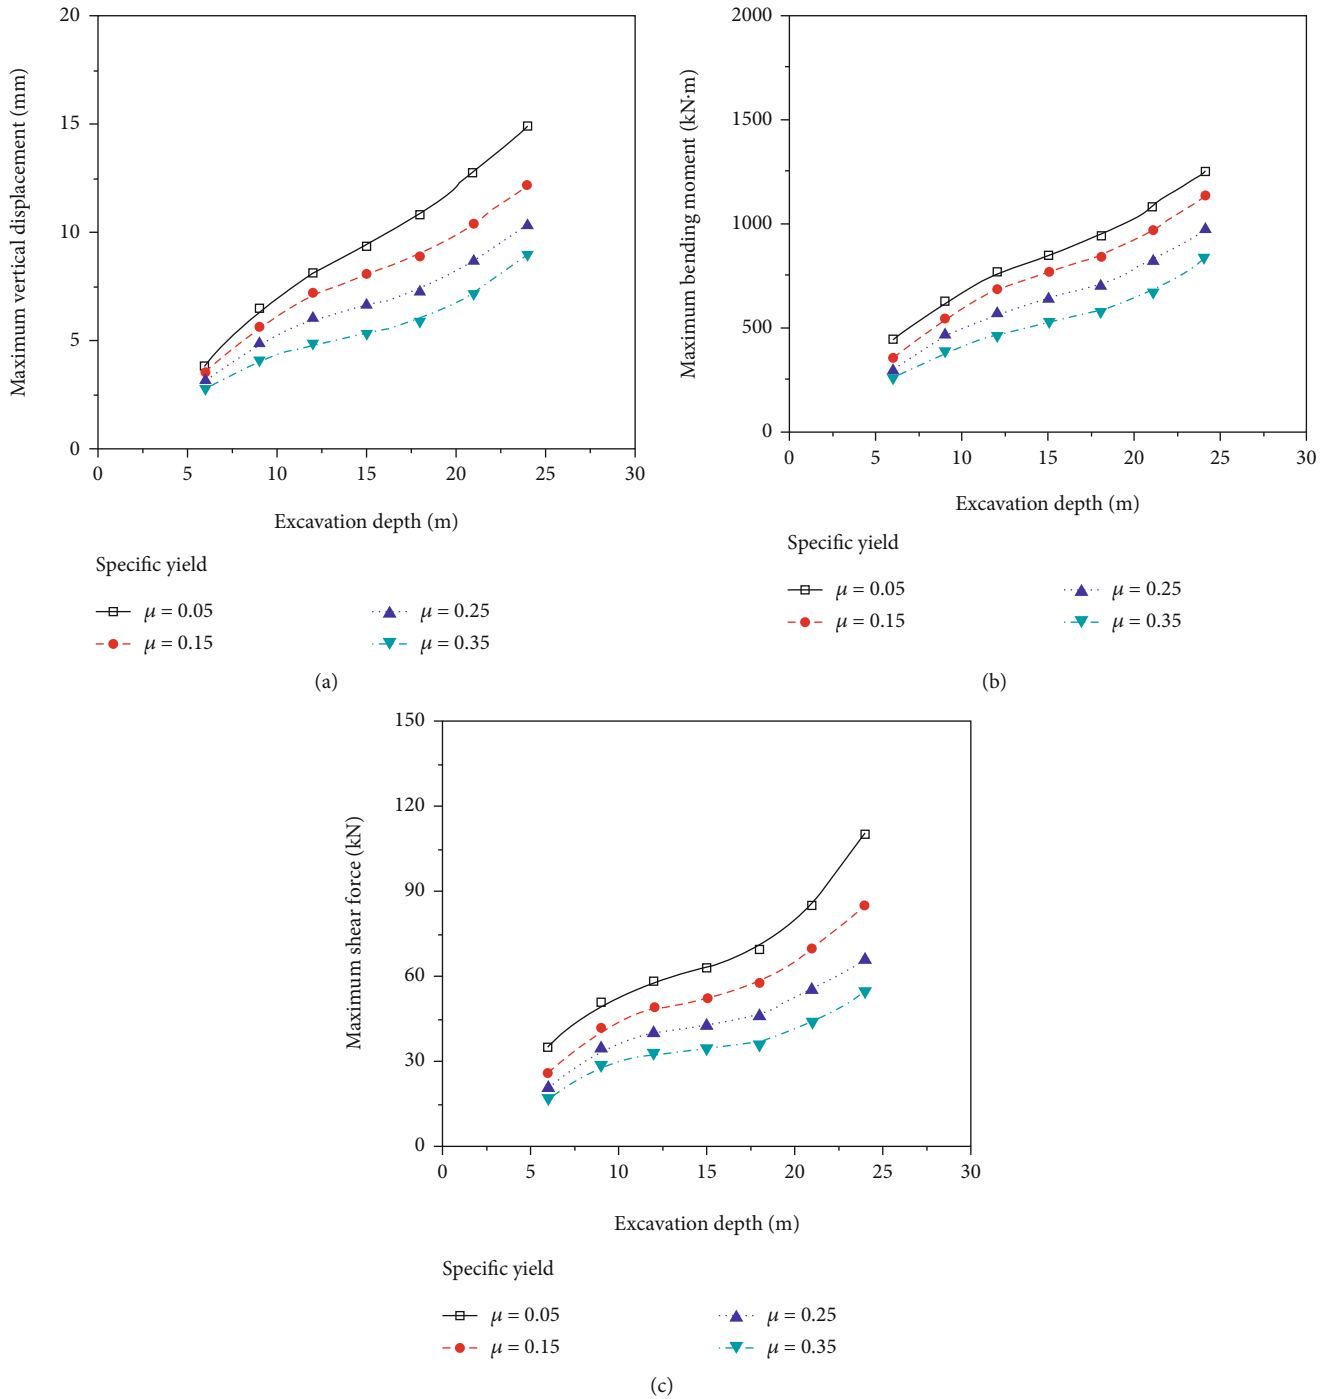 20
15
10
5
0
Maximum vertical displacement (mm)
0 5 10 15 20 25 30
Excavation depth (m)
Specific yield
μ = 0.05
μ = 0.25
μ = 0.15
μ = 0.35
(a)
2000
1500
1000
500
0
Maximum bending moment (kN·m)
0 5 10 15 20 25 30
Excavation depth (m)
Specific yield
μ = 0.05
μ = 0.25
μ = 0.15
μ = 0.35
(b)
150
120
90
60
30
0
Maximum shear force (kN)
0 5 10 15 20 25 30
Excavation depth (m)
Specific yield
μ = 0.05
μ = 0.25
μ = 0.15
μ = 0.35
(c)